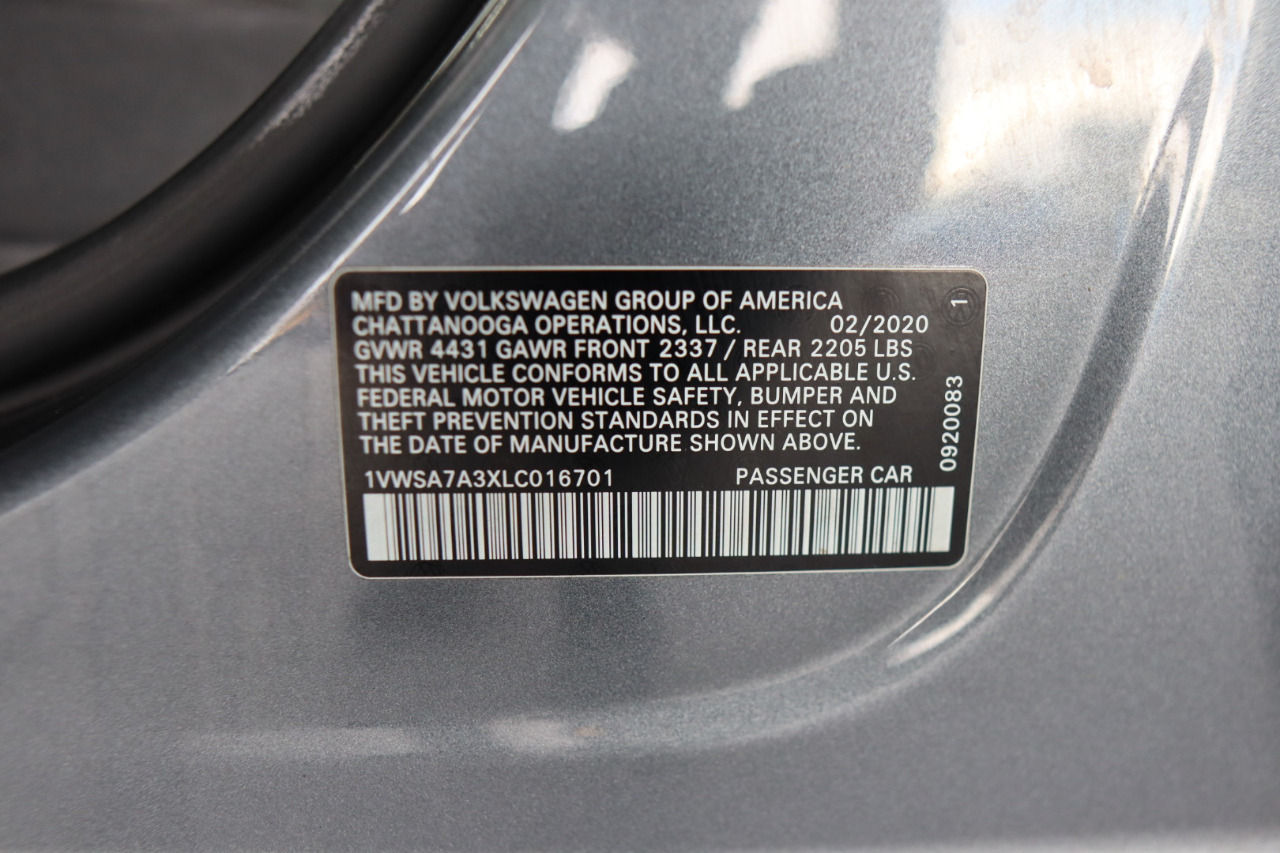 MFD BY VOLKSWAGEN GROUP OF AMERICA
CHATTANOOGA OPERATIONS, LLC. 02/2020
GVWR 4431 GAWR FRONT 2337 / REAR 2205 LBS
THIS VEHICLE CONFORMS TO ALL APPLICABLE U.S.
FEDERAL MOTOR VEHICLE SAFETY, BUMPER AND
THEFT PREVENTION STANDARDS IN EFFECT ON
THE DATE OF MANUFACTURE SHOWN ABOVE.
1VWSA7A3XLC016701 PASSENGER CAR
0920083
1